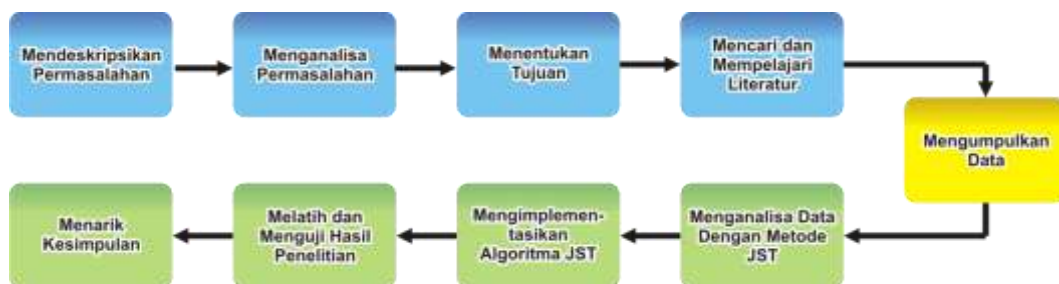 Mendeskripsikan
Permasalahan
Menganalisa
Permasalahan
Menentukan
Tujuan
Mencari dan
Mempelajari
Literatur.
Mengumpulkan
Data
Menganalisa Data
Dengan Metode
JST
Mengimplemen-
tasikan
Algoritma JST
Melatih dan
Menguji Hasil
Penelitian
Menarik
Kesimpulan